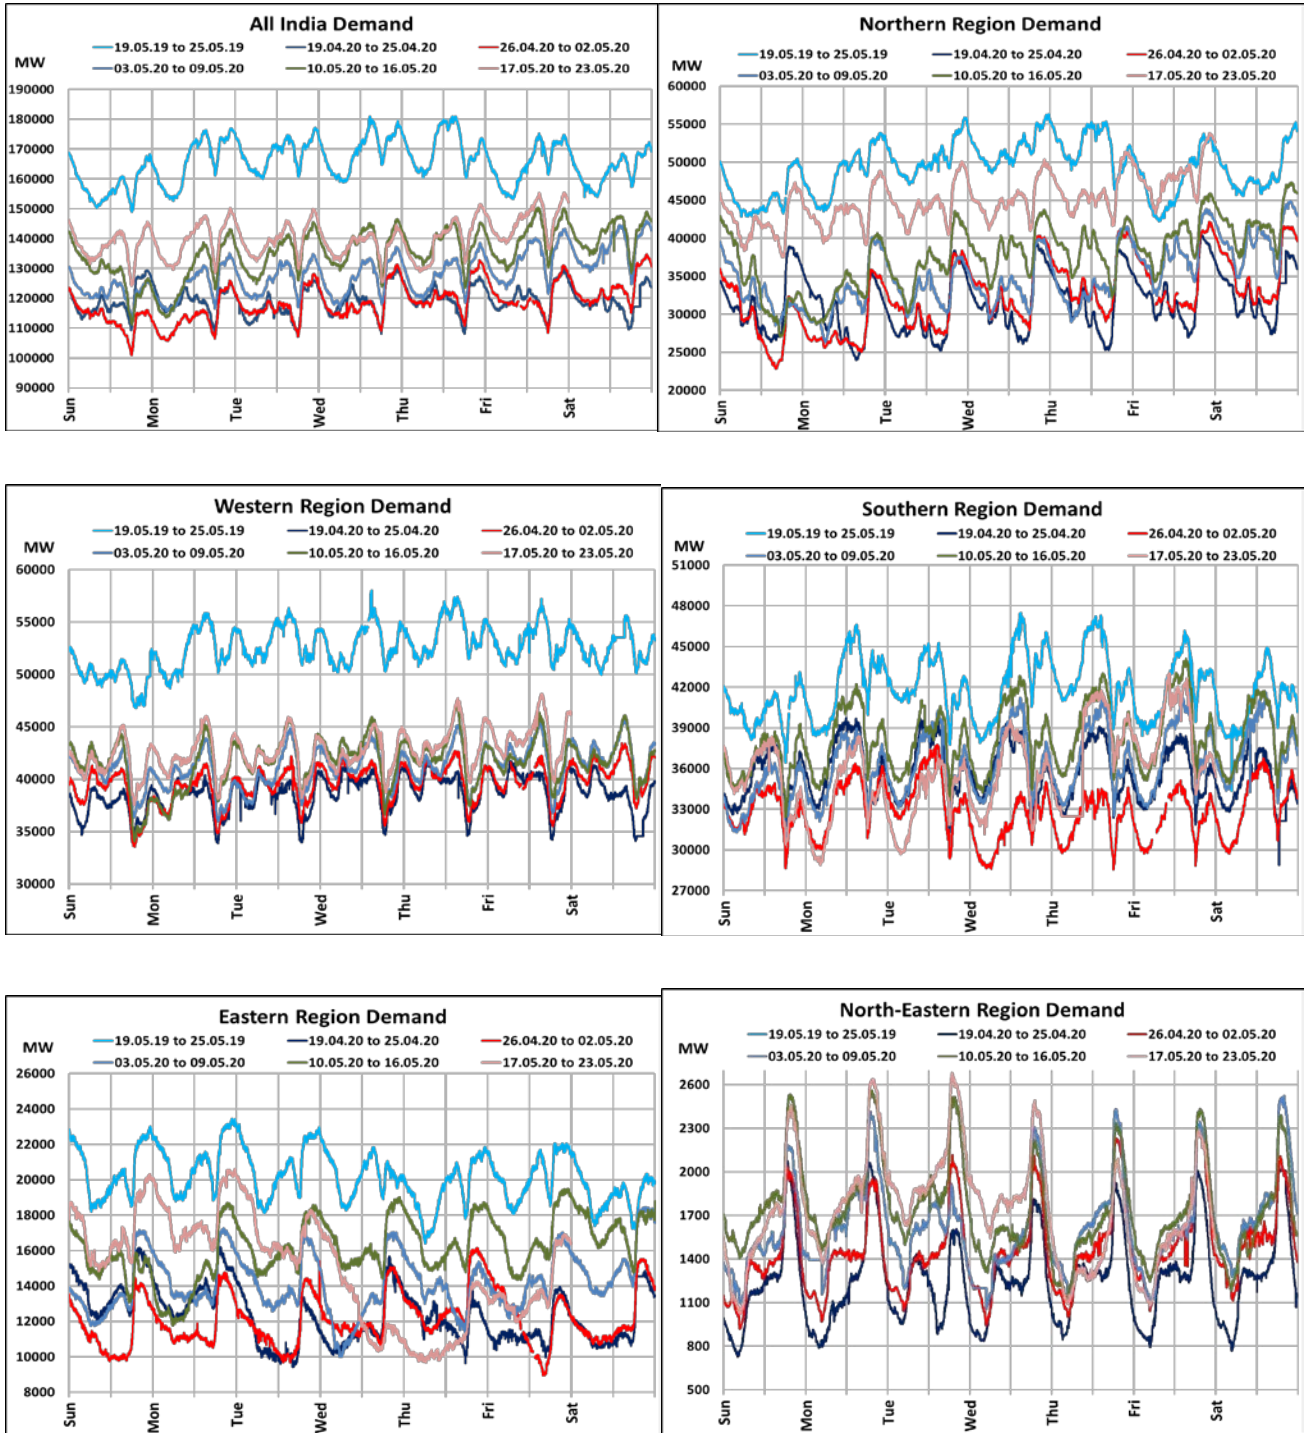 All India Demand
19.05.19 to 25.05.19 19.04.20 to 25.04.20 26.04.20 to 02.05.20
MW
03.05.20 to 09.05.20 10.05.20 to 16.05.20 17.05.20 to 23.05.20
190000
180000
170000
160000
150000
140000
130000
120000
110000
100000
90000
Sun Mon Tue Wed Thu Fri Sat
Northern Region Demand
19.05.19 to 25.05.19 19.04.20 to 25.04.20 26.04.20 to 02.05.20
MW
03.05.20 to 09.05.20 10.05.20 to 16.05.20 17.05.20 to 23.05.20
60000
55000
50000
45000
40000
35000
30000
25000
20000
Sun Mon Tue Wed Thu Fri Sat
Western Region Demand
19.05.19 to 25.05.19 19.04.20 to 25.04.20 26.04.20 to 02.05.20
MW
03.05.20 to 09.05.20 10.05.20 to 16.05.20 17.05.20 to 23.05.20
60000
55000
50000
45000
40000
35000
30000
Sun Mon Tue Wed Thu Fri Sat
Southern Region Demand
19.05.19 to 25.05.19 19.04.20 to 25.04.20 26.04.20 to 02.05.20
MW
03.05.20 to 09.05.20 10.05.20 to 16.05.20 17.05.20 to 23.05.20
51000
48000
45000
42000
39000
36000
33000
30000
27000
Sun Mon Tue Wed Thu Fri Sat
Eastern Region Demand
19.05.19 to 25.05.19 19.04.20 to 25.04.20 26.04.20 to 02.05.20
MW
03.05.20 to 09.05.20 10.05.20 to 16.05.20 17.05.20 to 23.05.20
26000
24000
22000
20000
18000
16000
14000
12000
10000
8000
Sun Mon Tue Wed Thu Fri Sat
North-Eastern Region Demand
19.05.19 to 25.05.19 19.04.20 to 25.04.20 26.04.20 to 02.05.20
MW
03.05.20 to 09.05.20 10.05.20 to 16.05.20 17.05.20 to 23.05.20
2600
2300
2000
1700
1400
1100
800
500
Sun Mon Tue Wed Thu Fri Sat